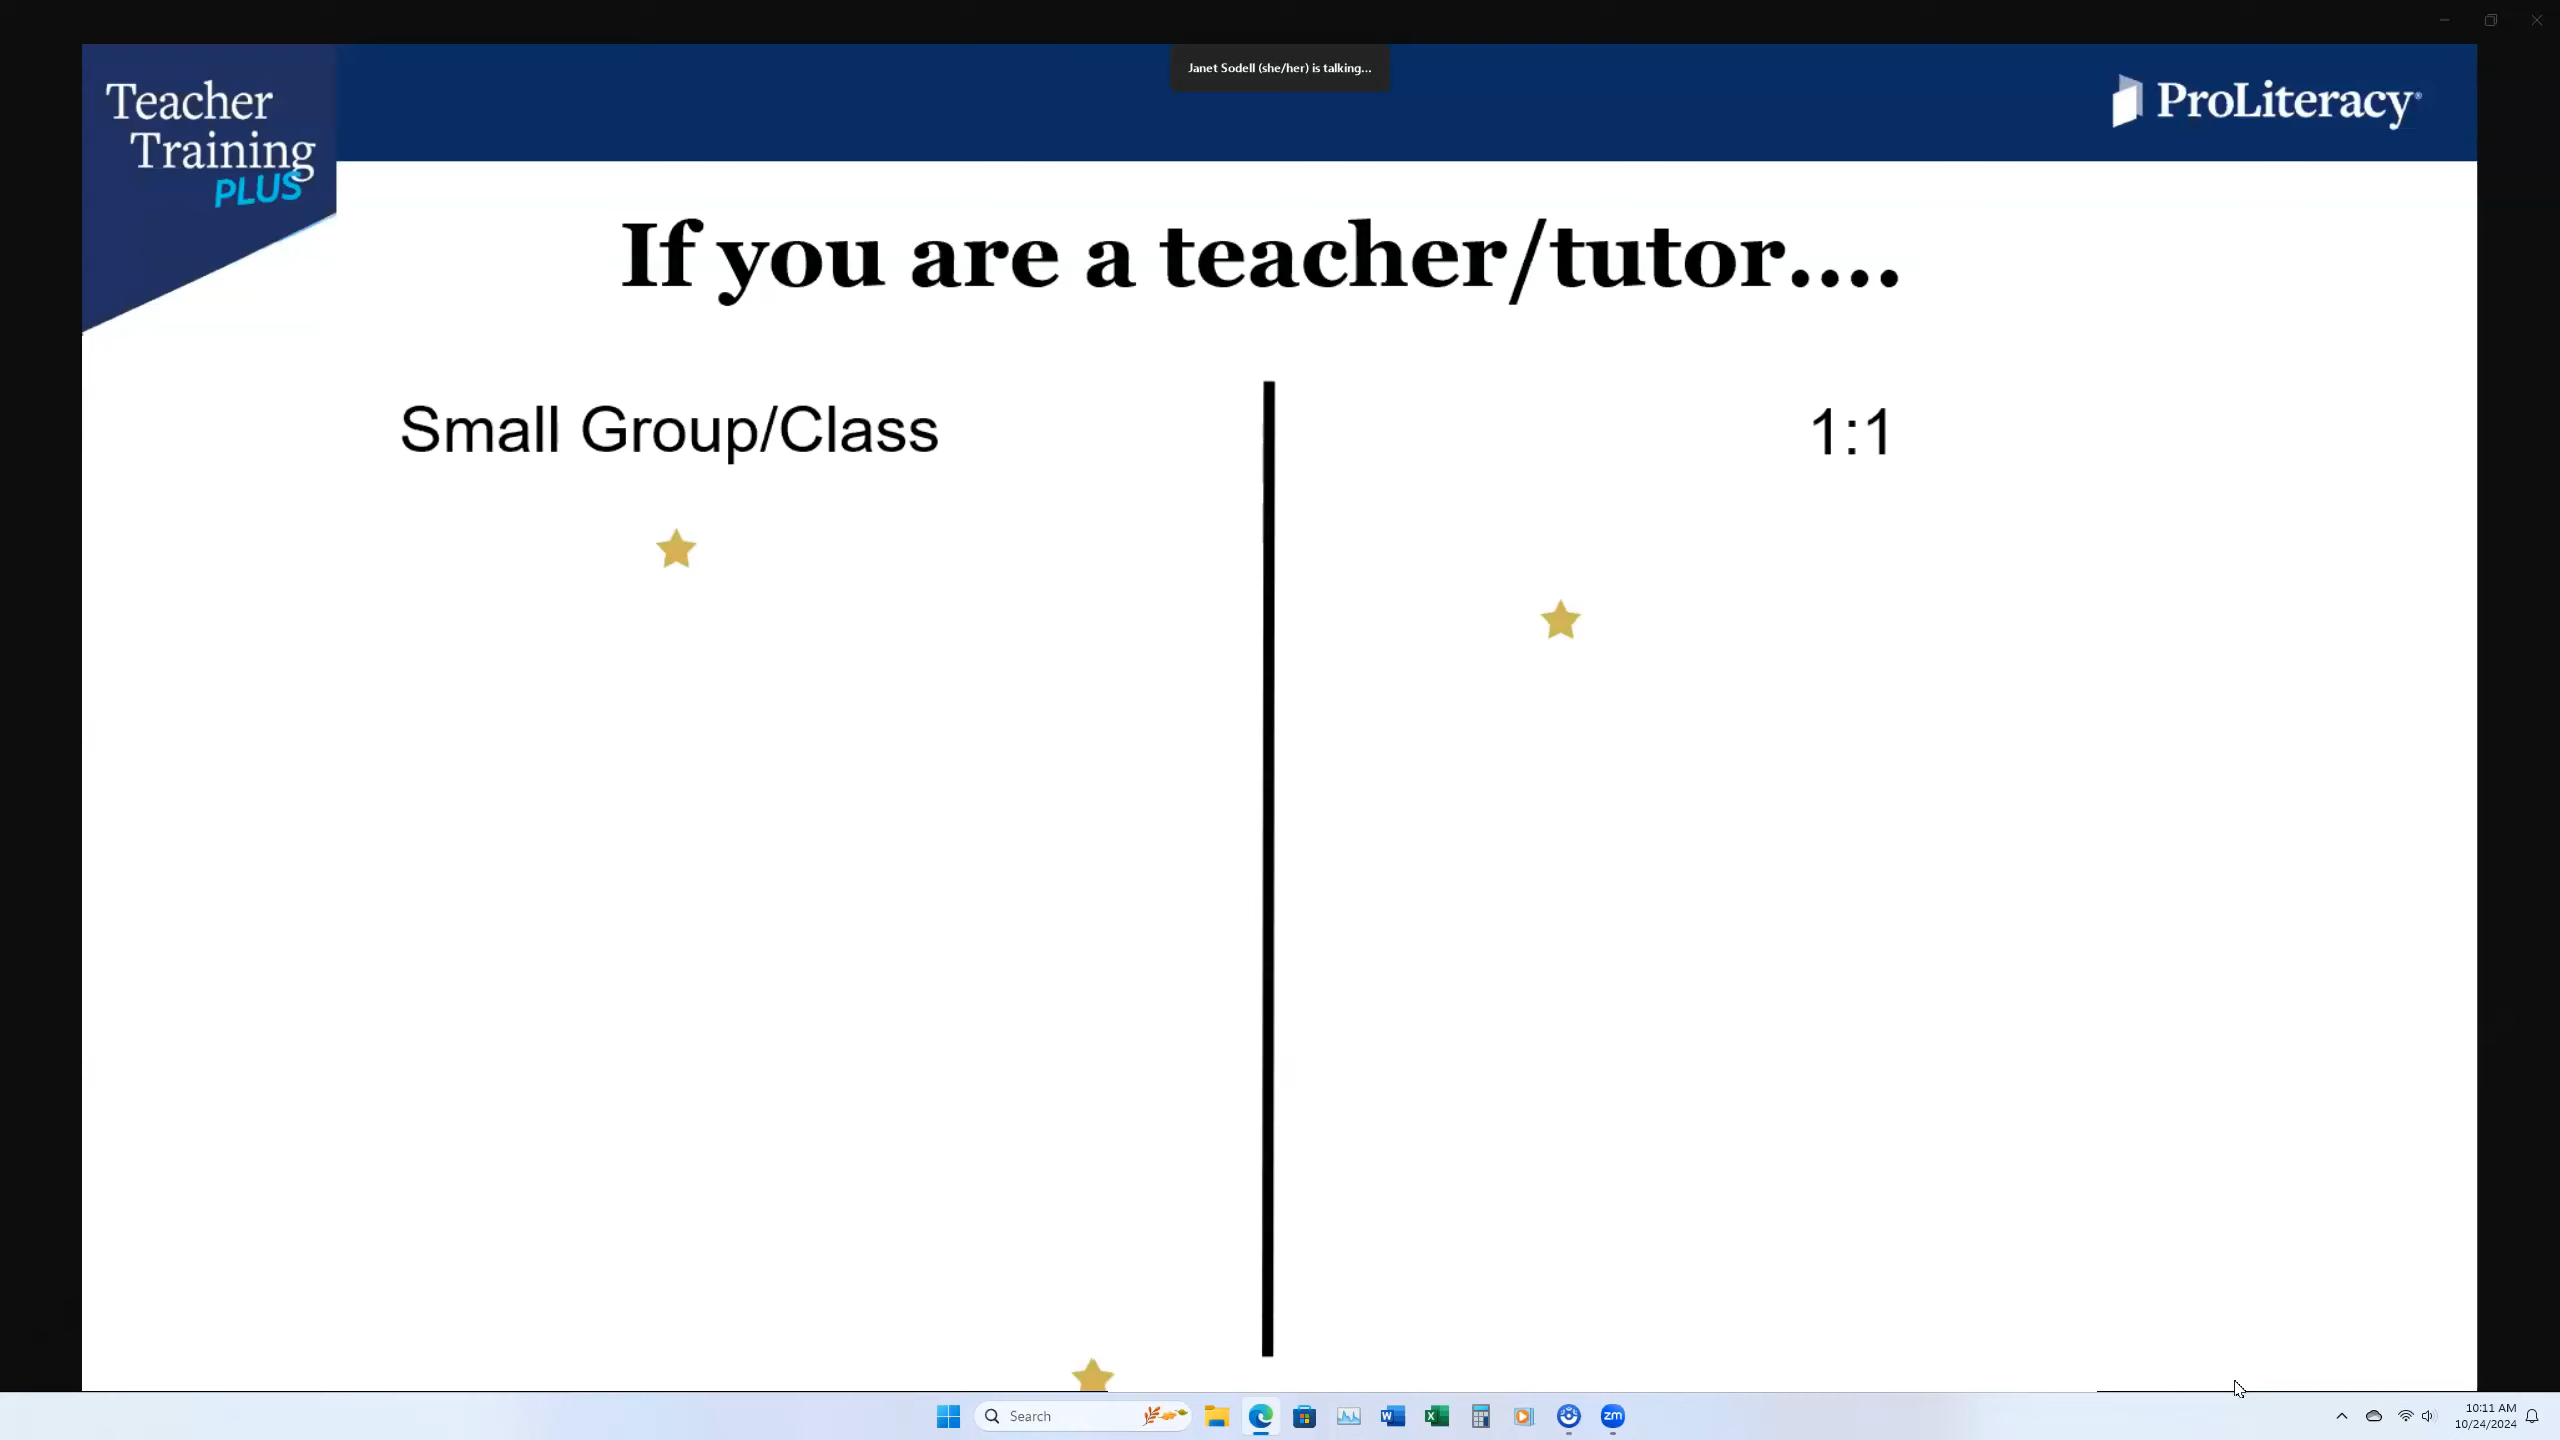 Janet Sodell (she/her) is talking...
Teacher
Training
PLUS
ProLiteracy®
If you are a teacher/tutor....
Small Group/Class
1:1
Search
zm
10:11 AM
10/24/2024